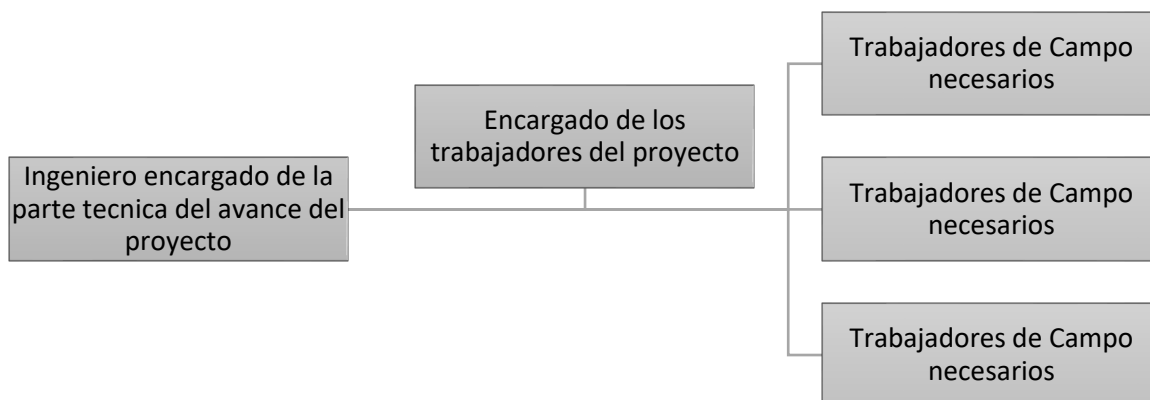 Ingeniero encargado de la
parte tecnica del avance del
proyecto
Encargado de los
trabajadores del proyecto
Trabajadores de Campo
necesarios
Trabajadores de Campo
necesarios
Trabajadores de Campo
necesarios